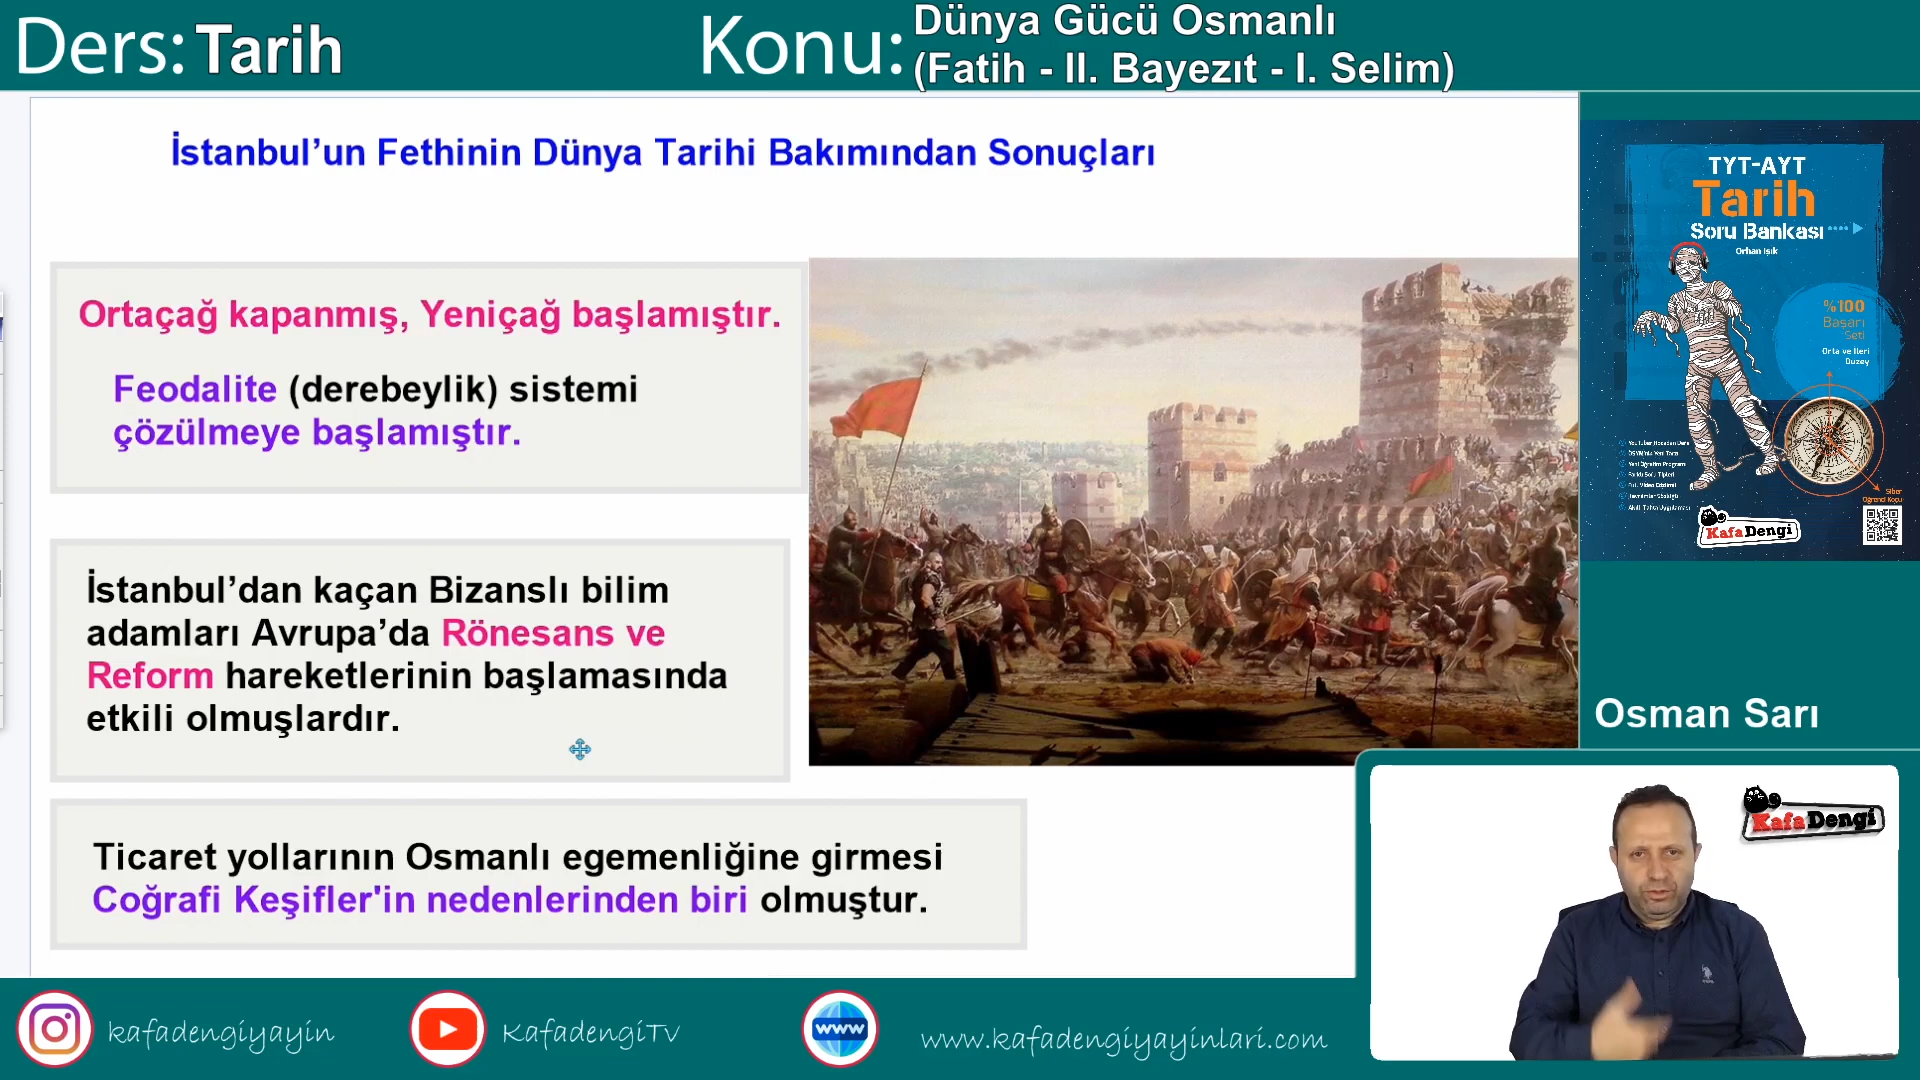 Ders: Tarih
Konu: Dünya Gücü Osmanlı
(Fatih - II. Bayezıt - I. Selim)
İstanbul’un Fethinin Dünya Tarihi Bakımından Sonuçları
Ortaçağ kapanmış, Yeniçağ başlamıştır.
Feodalite (derebeylik) sistemi
çözülmeye başlamıştır.
İstanbul’dan kaçan Bizanslı bilim
adamları Avrupa’da Rönesans ve
Reform hareketlerinin başlamasında
etkili olmuşlardır.
Ticaret yollarının Osmanlı egemenliğine girmesi
Coğrafi Keşifler'in nedenlerinden biri olmuştur.
TYT-AYT
Tarih
Soru Bankası
Orhan Işık
%100
Başarı
Seti
Orta ve İleri
Düzey
KafaDengi
Osman Sarı
KafaDengi
kafadengiyayin
KafadengiTv
www
www.kafadengiyayinlari.com